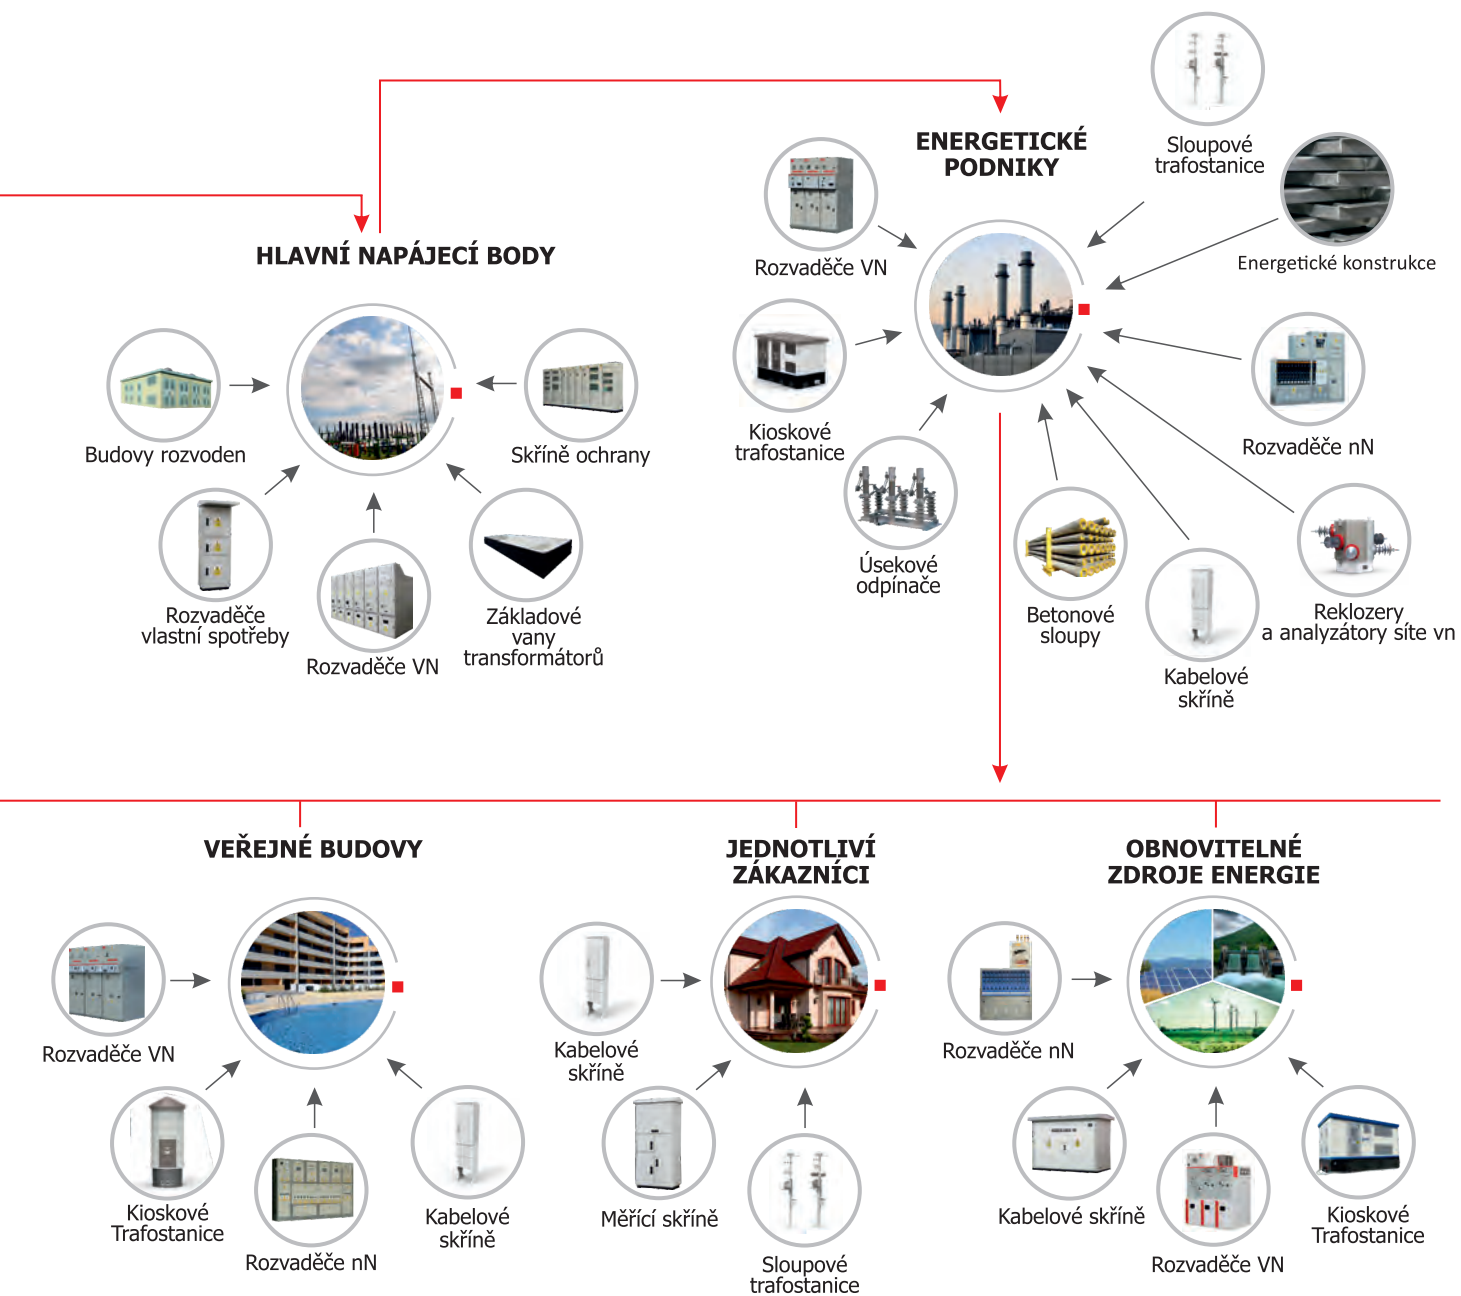 ENERGETICKÉ
PODNIKY
Sloupové
trafostanice
Rozvaděče VN
Energetické konstrukce
Kioskové
trafostanice
Rozvaděče nN
Úsekové
odpínače
Betonové
sloupy
Reklozery
a analyzátory síte vn
Kabelové
skříně
HLAVNÍ NAPÁJECÍ BODY
Budovy rozvoden
Skříně ochrany
Rozvaděče
vlastní spotřeby
Rozvaděče VN
Základové
vany
transformátorů
VEŘEJNÉ BUDOVY
Rozvaděče VN
Kioskové
Trafostanice
Rozvaděče nN
Kabelové
skříně
JEDNOTLIVÍ
ZÁKAZNÍCI
Kabelové
skříně
Měřící skříně
Sloupové
trafostanice
OBNOVITELNÉ
ZDROJE ENERGIE
Rozvaděče nN
Kabelové skříně
Rozvaděče VN
Kioskové
Trafostanice